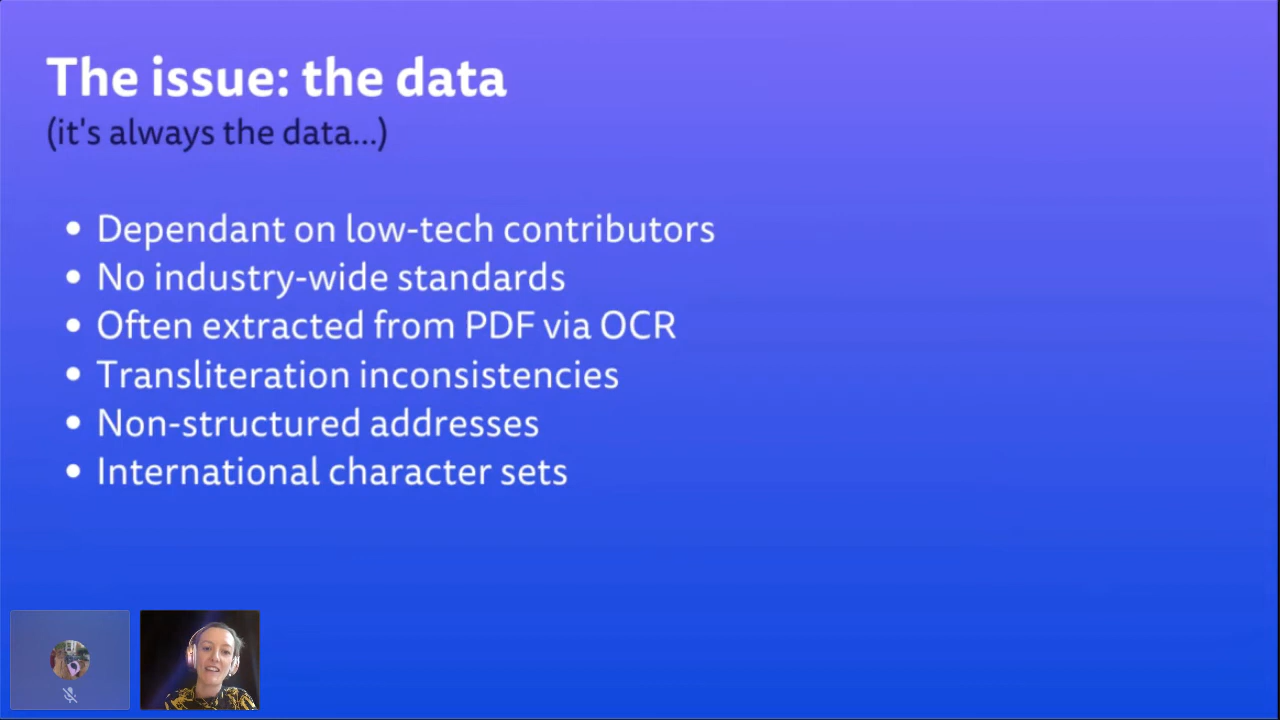 The issue: the data
(it's always the data...)
• Dependant on low-tech contributors
• No industry-wide standards
• Often extracted from PDF via OCR
• Transliteration inconsistencies
• Non-structured addresses
• International character sets